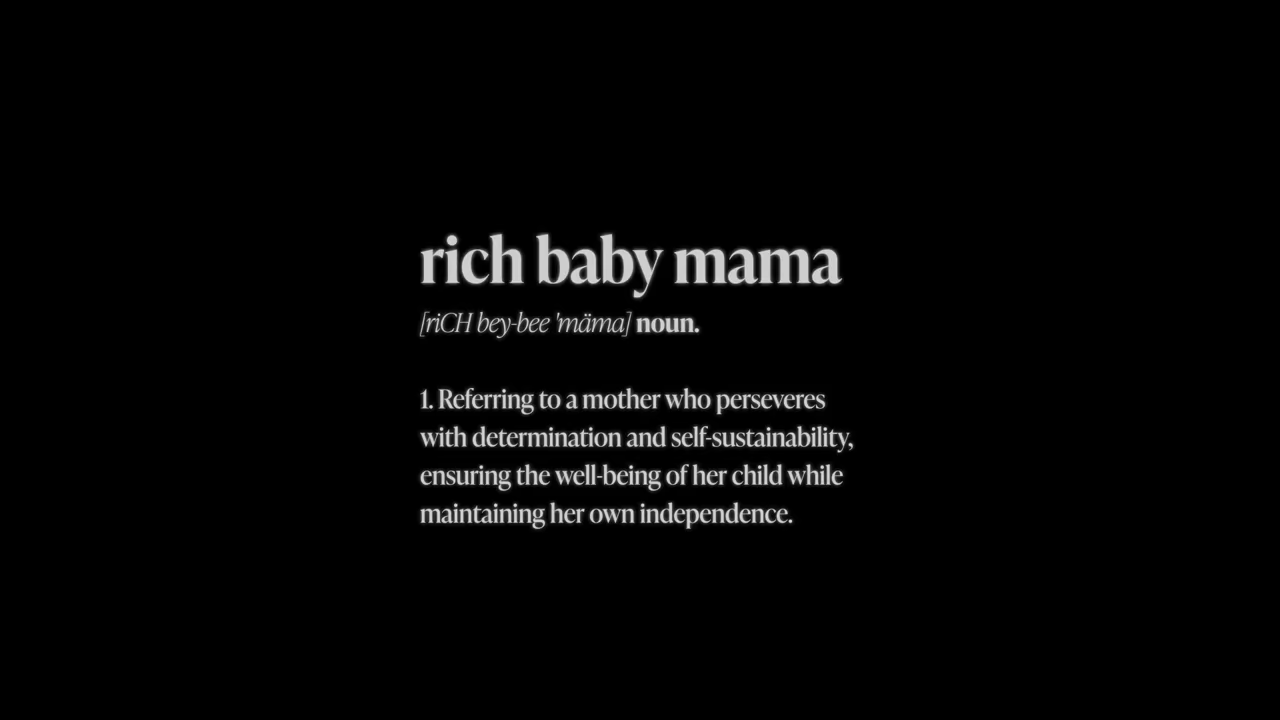 rich baby mama
[riCH bey-bee 'mäma] noun.
1. Referring to a mother who perseveres
with determination and self-sustainability,
ensuring the well-being of her child while
maintaining her own independence.